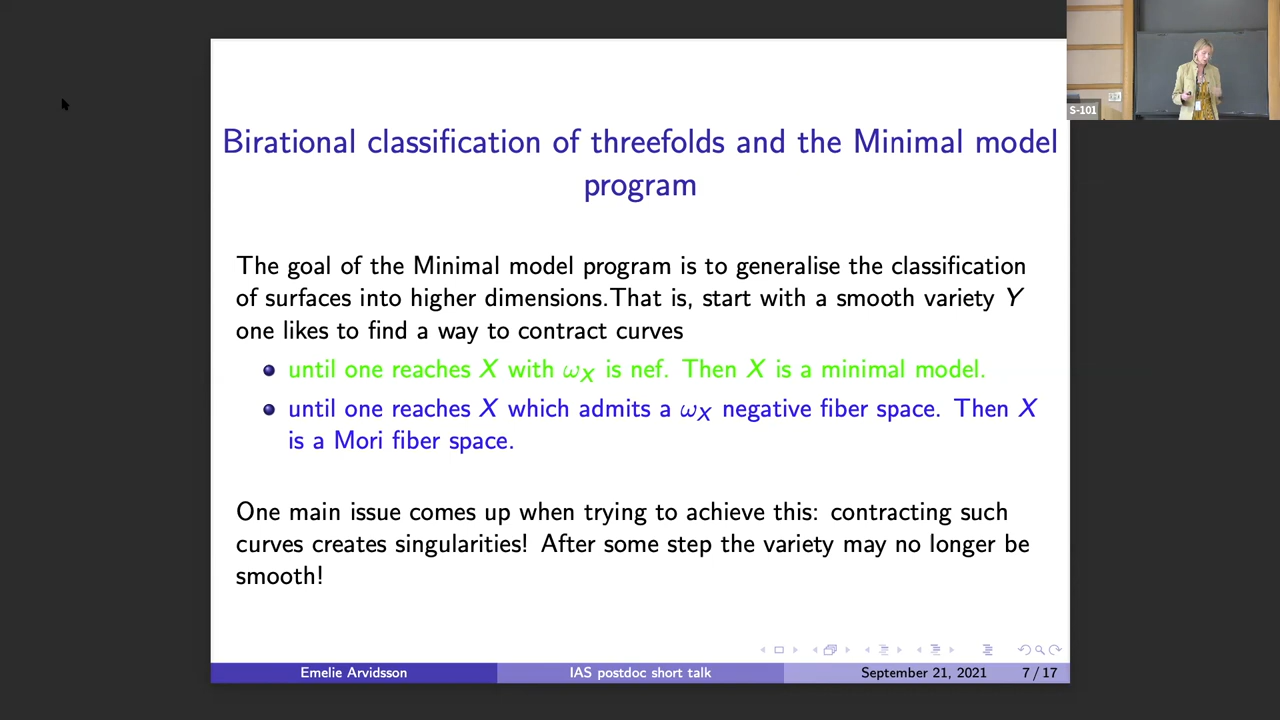 S-101
Birational classification of threefolds and the Minimal model
program
The goal of the Minimal model program is to generalise the classification
of surfaces into higher dimensions.That is, start with a smooth variety Y
one likes to find a way to contract curves
until one reaches X with ω_X is nef. Then X is a minimal model.
until one reaches X which admits a ω_X negative fiber space. Then X
is a Mori fiber space.
One main issue comes up when trying to achieve this: contracting such
curves creates singularities! After some step the variety may no longer be
smooth!
Emelie Arvidsson IAS postdoc short talk September 21, 2021 7 / 17